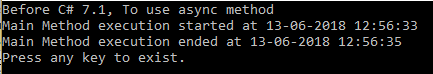 Before C# 7.1, To use async method
Main Method execution started at 13-06-2018 12:56:33
Main Method execution ended at 13-06-2018 12:56:35
Press any key to exist.